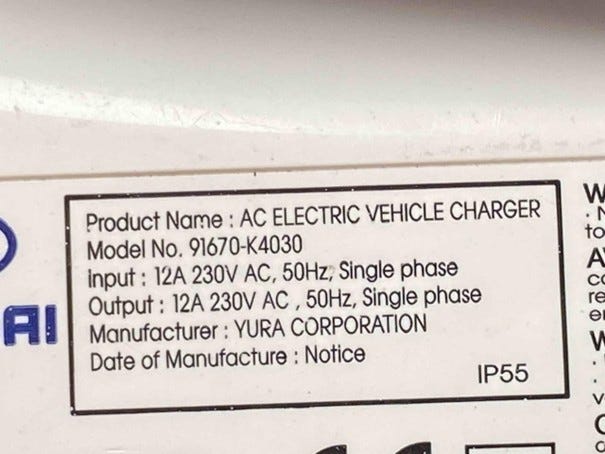 Product Name : AC ELECTRIC VEHICLE CHARGER
Model No. 91670-K4030
Input : 12A 230V AC, 50Hz, Single phase
Output : 12A 230V AC , 50Hz, Single phase
Manufacturer : YURA CORPORATION
Date of Manufacture : Notice
IP55
AI